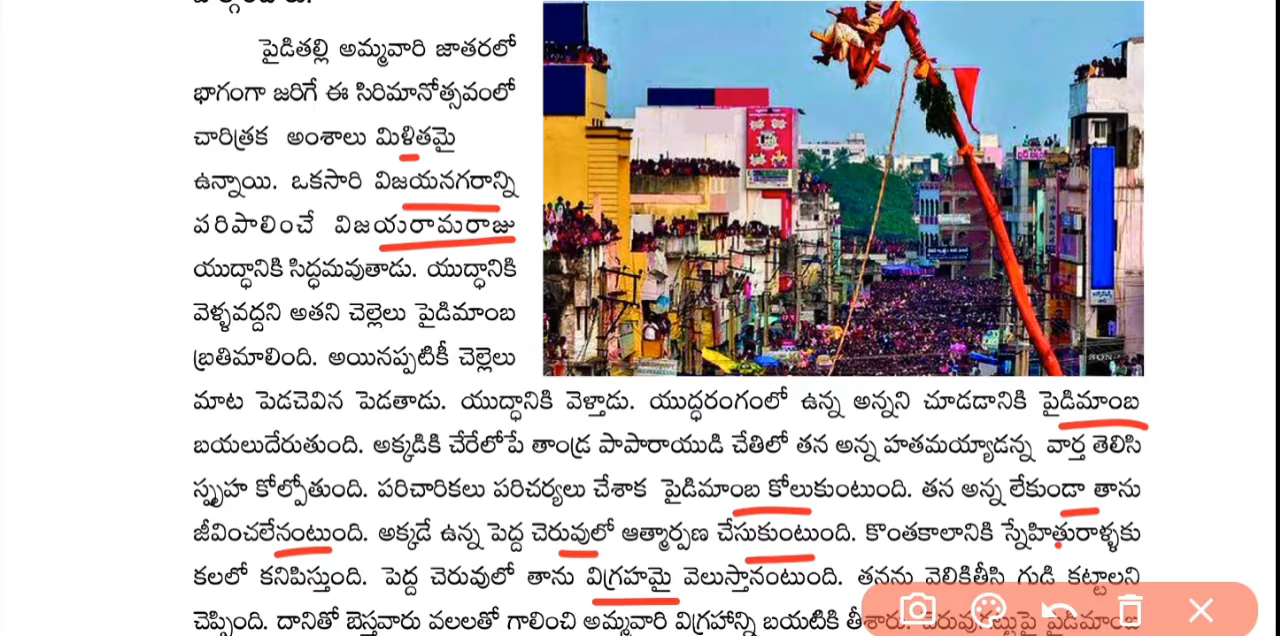 పైడితల్లి అమ్మవారి జాతరలో
భాగంగా జరిగే ఈ సిరిమానోత్సవంలో
చారిత్రక అంశాలు మిళితమై
ఉన్నాయి. ఒకసారి విజయనగరాన్ని
పరిపాలించే విజయరామరాజు
యుద్ధానికి సిద్ధమవుతాడు. యుద్ధానికి
వెళ్ళవద్దని అతని చెల్లెలు పైడిమాంబ
బ్రతిమాలింది. అయినప్పటికీ చెల్లెలు
మాట పెడచెవిన పెడతాడు. యుద్ధానికి వెళ్తాడు. యుద్ధరంగంలో ఉన్న అన్నని చూడడానికి పైడిమాంబ
బయలుదేరుతుంది. అక్కడికి చేరేలోపే తాండ్ర పాపారాయుడి చేతిలో తన అన్న హతమయ్యాడన్న వార్త తెలిసి
స్పృహ కోల్పోతుంది. పరిచారికలు పరిచర్యలు చేశాక పైడిమాంబ కోలుకుంటుంది. తన అన్న లేకుండా తాను
జీవించలేనంటుంది. అక్కడే ఉన్న పెద్ద చెరువులో ఆత్మార్పణ చేసుకుంటుంది. కొంతకాలానికి స్నేహితురాళ్ళకు
కలలో కనిపిస్తుంది. పెద్ద చెరువులో తాను విగ్రహమై వెలుస్తానంటుంది. తనను వెలికితీసి గుడి కట్టాలని
చెప్పింది. దానితో బెస్తవారు వలలతో గాలించి అమ్మవారి విగ్రహాన్ని బయటికి తీశారు. పైడిమాంబ